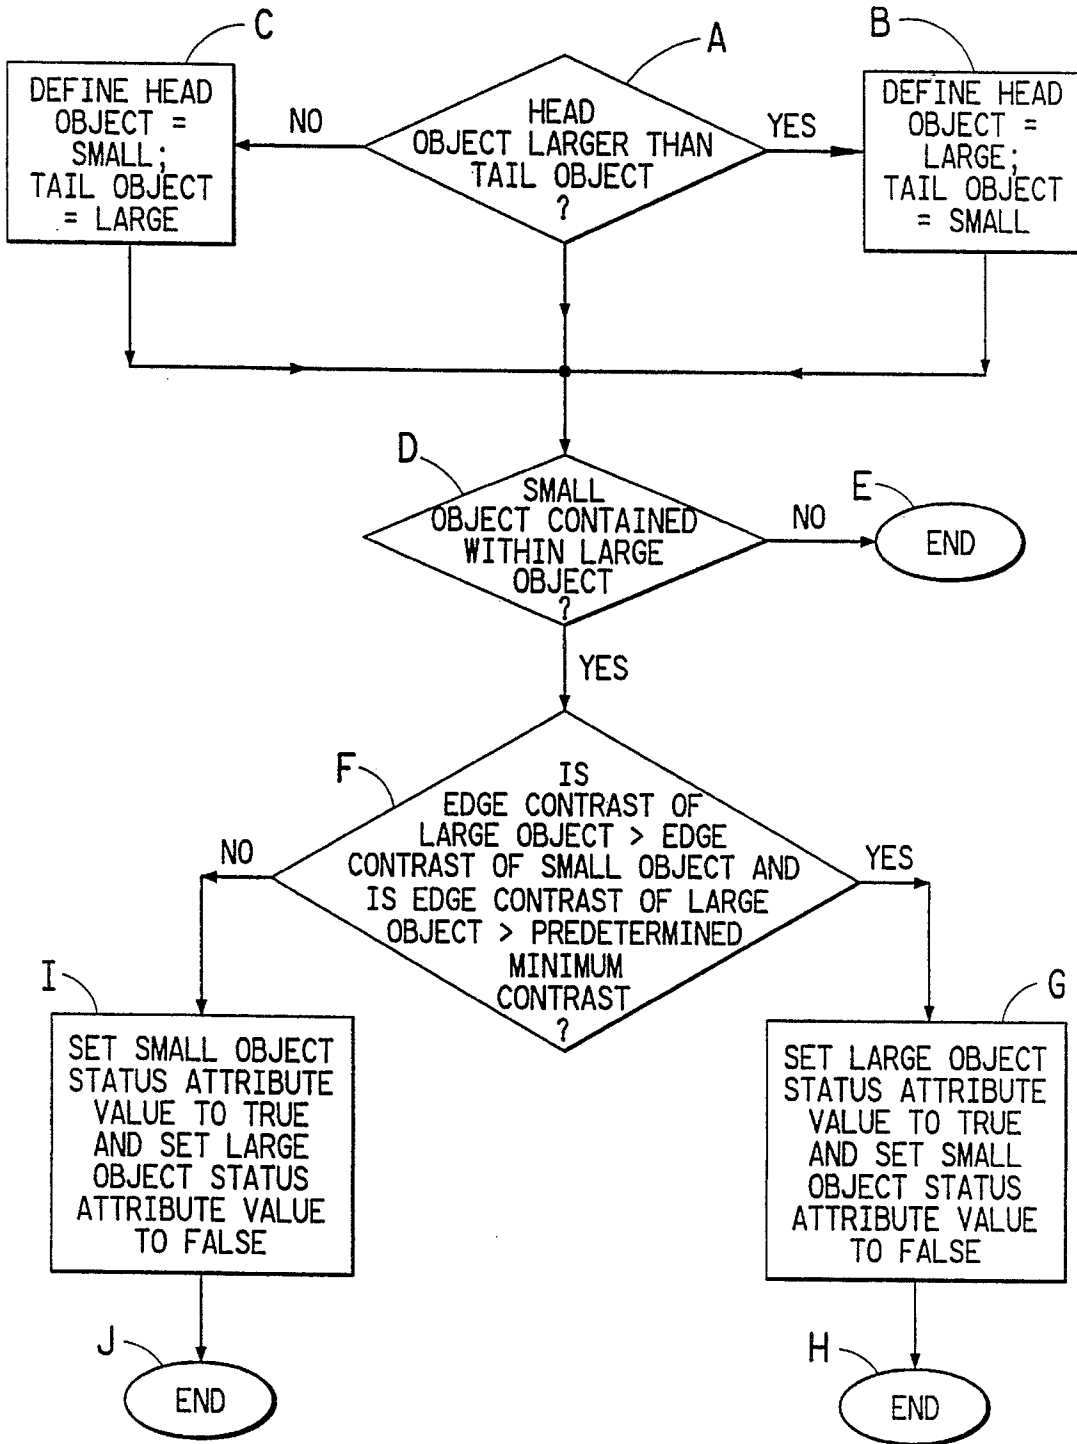 C
A
B
DEFINE HEAD
OBJECT =
SMALL;
TAIL OBJECT
= LARGE
NO
HEAD
OBJECT LARGER THAN
TAIL OBJECT
?
YES
DEFINE HEAD
OBJECT =
LARGE;
TAIL OBJECT
= SMALL
D
SMALL
OBJECT CONTAINED
WITHIN LARGE
OBJECT
?
NO
E
END
YES
F
IS
EDGE CONTRAST OF
LARGE OBJECT > EDGE
CONTRAST OF SMALL OBJECT AND
IS EDGE CONTRAST OF LARGE
OBJECT > PREDETERMINED
MINIMUM
CONTRAST
?
NO
YES
I
SET SMALL OBJECT
STATUS ATTRIBUTE
VALUE TO TRUE
AND SET LARGE
OBJECT STATUS
ATTRIBUTE VALUE
TO FALSE
G
SET LARGE OBJECT
STATUS ATTRIBUTE
VALUE TO TRUE
AND SET SMALL
OBJECT STATUS
ATTRIBUTE VALUE
TO FALSE
J
END
H
END